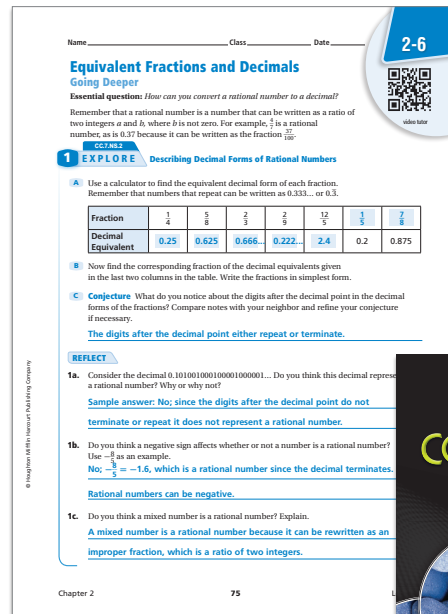 Name Class Date
2-6
video tutor
Equivalent Fractions and Decimals
Going Deeper
Essential question: How can you convert a rational number to a decimal?
Remember that a rational number is a number that can be written as a ratio of
two integers a and b, where b is not zero. For example, 4/7 is a rational
number, as is 0.37 because it can be written as the fraction 37/100.
CC.7.NS.2
1 EXPLORE Describing Decimal Forms of Rational Numbers
A Use a calculator to find the equivalent decimal form of each fraction.
Remember that numbers that repeat can be written as 0.333... or 0.3̅.
Fraction 1/4 5/8 2/3 2/9 12/5 1/5 7/8
Decimal
Equivalent 0.25 0.625 0.666... 0.222... 2.4 0.2 0.875
B Now find the corresponding fraction of the decimal equivalents given
in the last two columns in the table. Write the fractions in simplest form.
C Conjecture What do you notice about the digits after the decimal point in the decimal
forms of the fractions? Compare notes with your neighbor and refine your conjecture
if necessary.
The digits after the decimal point either repeat or terminate.
REFLECT
1a. Consider the decimal 0.101001000100001000001... Do you think this decimal
a rational number? Why or why not?
Sample answer: No; since the digits after the decimal point do not
terminate or repeat it does not represent a rational number.
1b. Do you think a negative sign affects whether or not a number is a rational number?
Use −8/5 as an example.
No; −8/5 = −1.6, which is a rational number since the decimal terminates.
Rational numbers can be negative.
1c. Do you think a mixed number is a rational number? Explain.
A mixed number is a rational number because it can be rewritten as an
improper fraction, which is a ratio of two integers.
© Houghton Mifflin Harcourt Publishing Company
Chapter 2 75